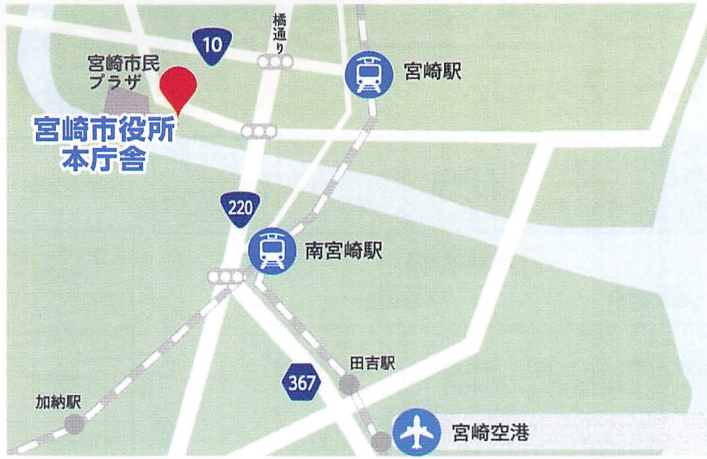 橘通り
10
宮崎市民
プラザ
宮崎駅
宮崎市役所
本庁舎
220
南宮崎駅
田吉駅
367
加納駅
宮崎空港